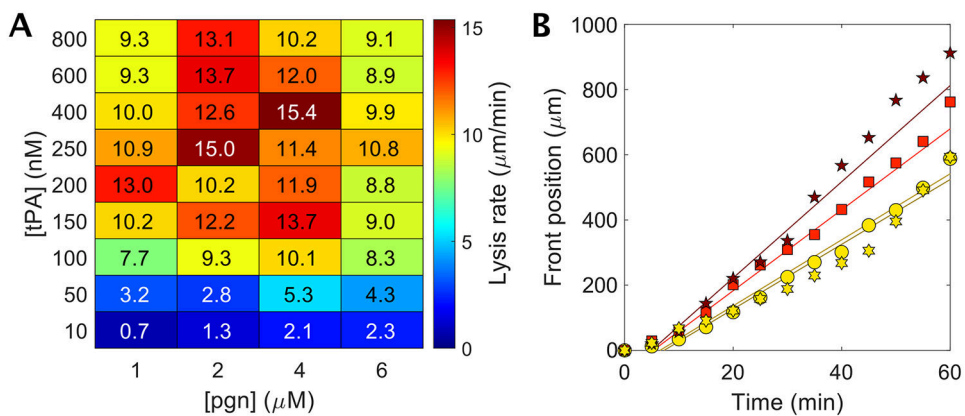 A
800 9.3 13.1 10.2 9.1
600 9.3 13.7 12.0 8.9
400 10.0 12.6 15.4 9.9
250 10.9 15.0 11.4 10.8
200 13.0 10.2 11.9 8.8
150 10.2 12.2 13.7 9.0
100 7.7 9.3 10.1 8.3
50 3.2 2.8 5.3 4.3
10 0.7 1.3 2.1 2.3
1 2 4 6
[pgn] (μM)
[tPA] (nM)
15
10
5
0
Lysis rate (μm/min)
B
1000
800
600
400
200
0
0 20 40 60
Time (min)
Front position (μm)